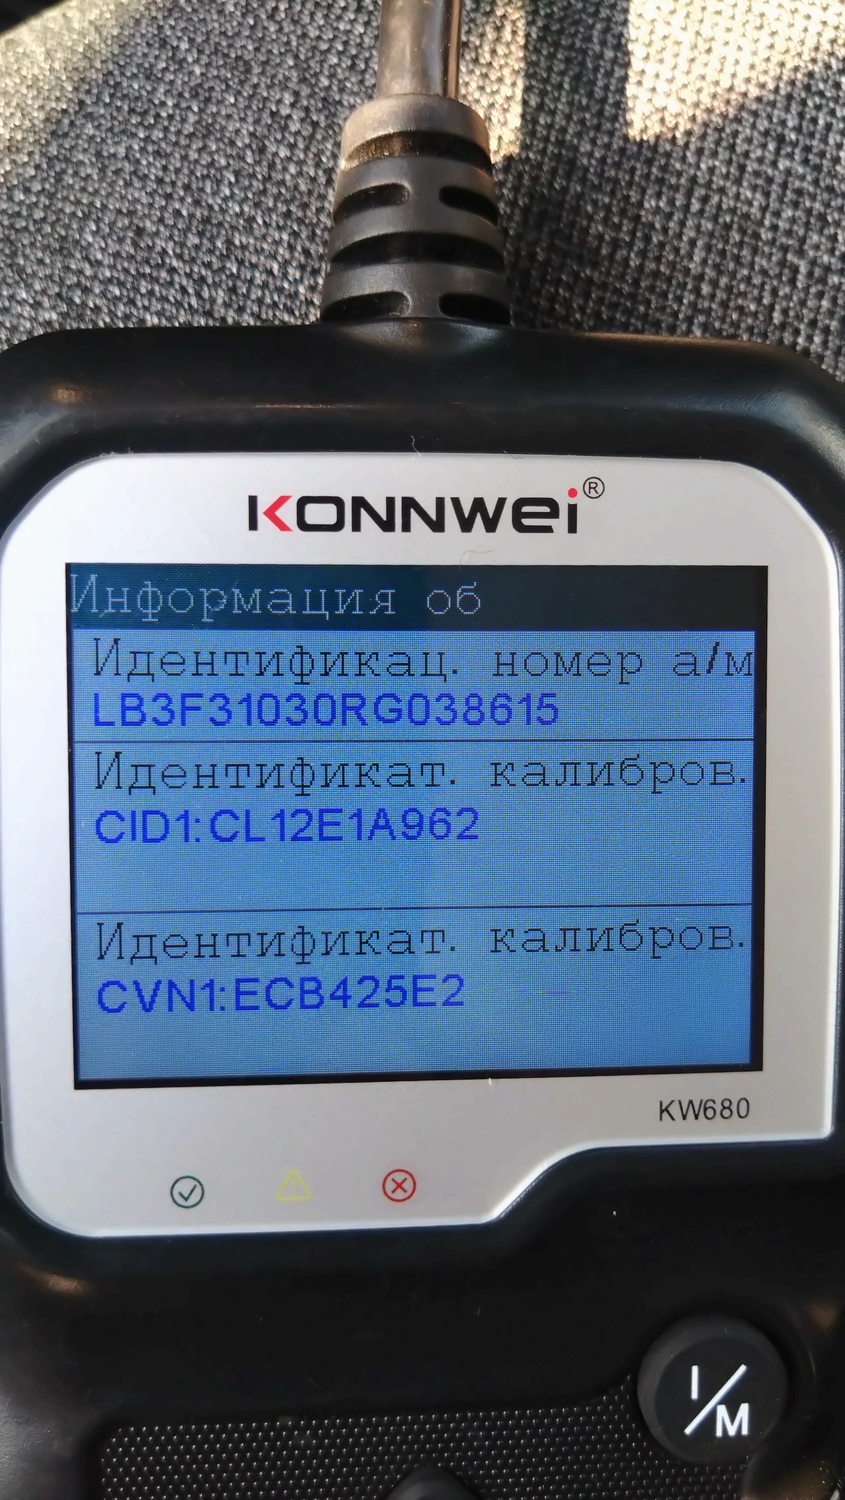 KONNWEI®
Информация об
Идентификац. номер а/м
LB3F31030RG038615
Идентификат. калибров.
CID1:CL12E1A962
Идентификат. калибров.
CVN1:ECB425E2
KW680
I/M